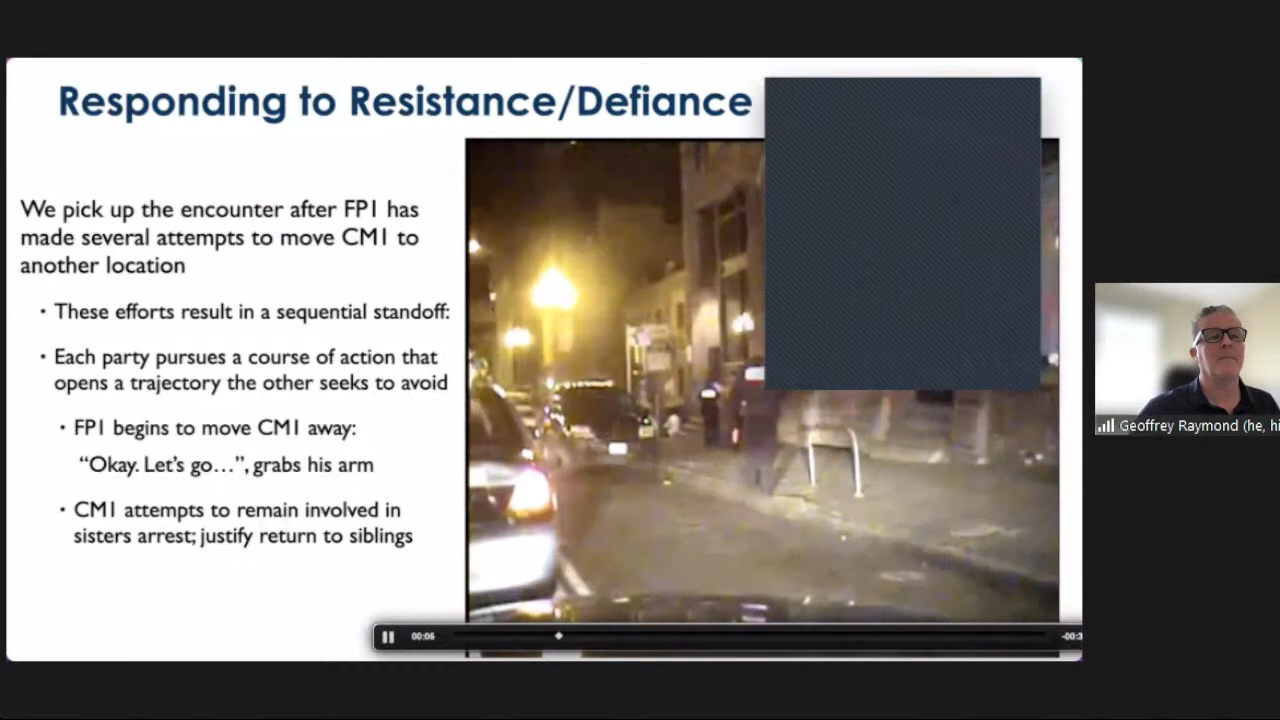 Responding to Resistance/Defiance
We pick up the encounter after FP1 has
made several attempts to move CM1 to
another location
• These efforts result in a sequential standoff:
• Each party pursues a course of action that
opens a trajectory the other seeks to avoid
• FP1 begins to move CM1 away:
“Okay. Let’s go…”, grabs his arm
• CM1 attempts to remain involved in
sisters arrest; justify return to siblings
00:06
-00:3
Geoffrey Raymond (he, hi